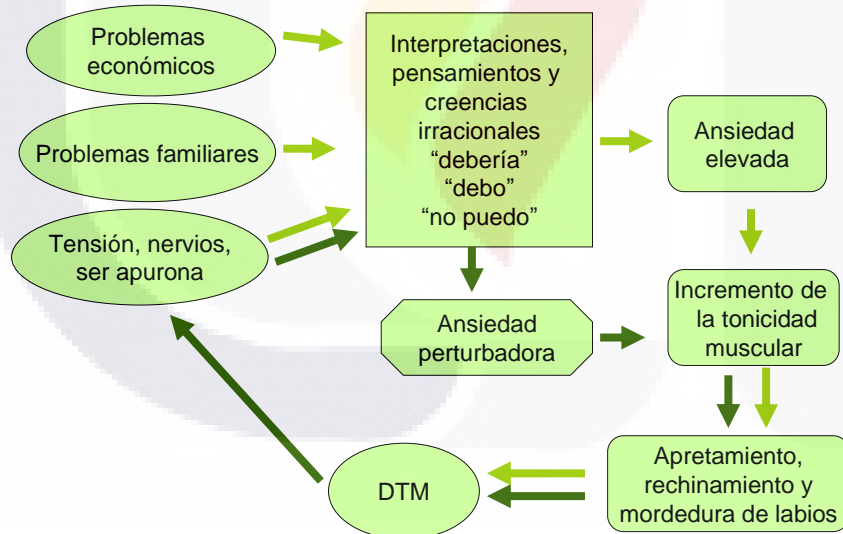 Problemas
económicos
Problemas familiares
Tensión, nervios,
ser apurona
Interpretaciones,
pensamientos y
creencias
irracionales
“debería”
“debo”
“no puedo”
Ansiedad
elevada
Ansiedad
perturbadora
Incremento de
la tonicidad
muscular
Apretamiento,
rechinamiento y
mordedura de labios
DTM